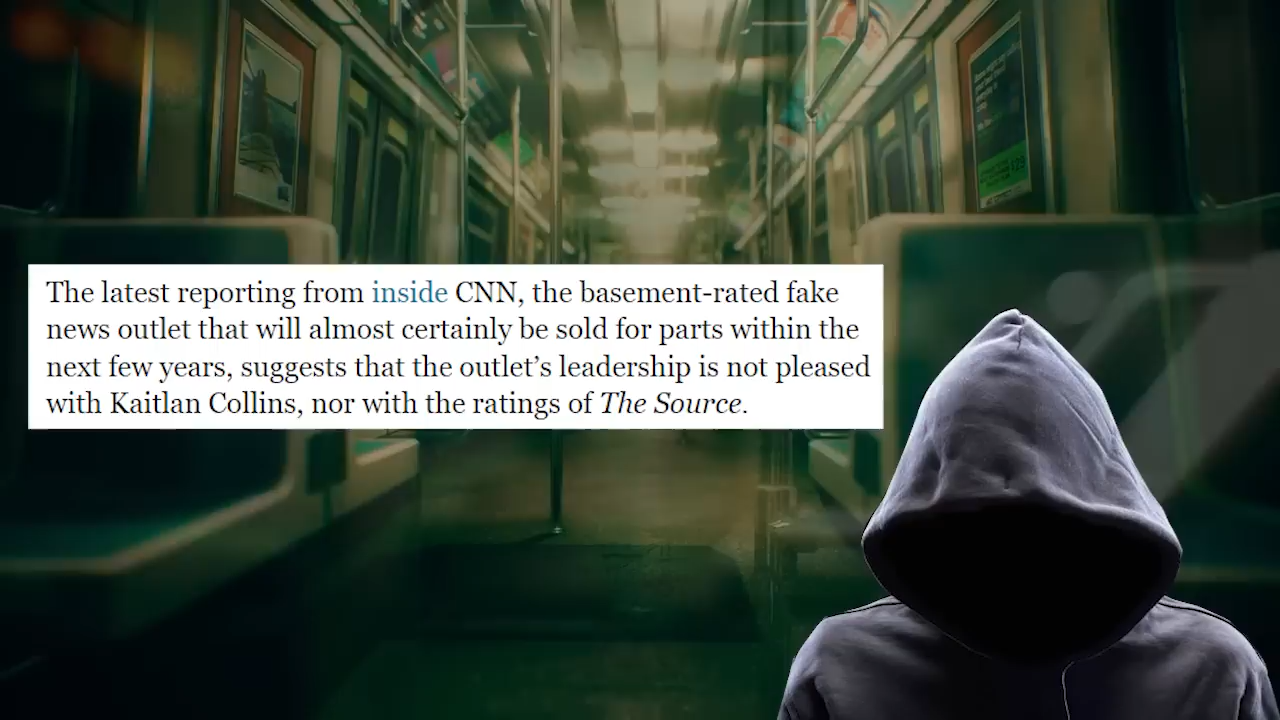 The latest reporting from inside CNN, the basement-rated fake
news outlet that will almost certainly be sold for parts within the
next few years, suggests that the outlet’s leadership is not pleased
with Kaitlan Collins, nor with the ratings of The Source.